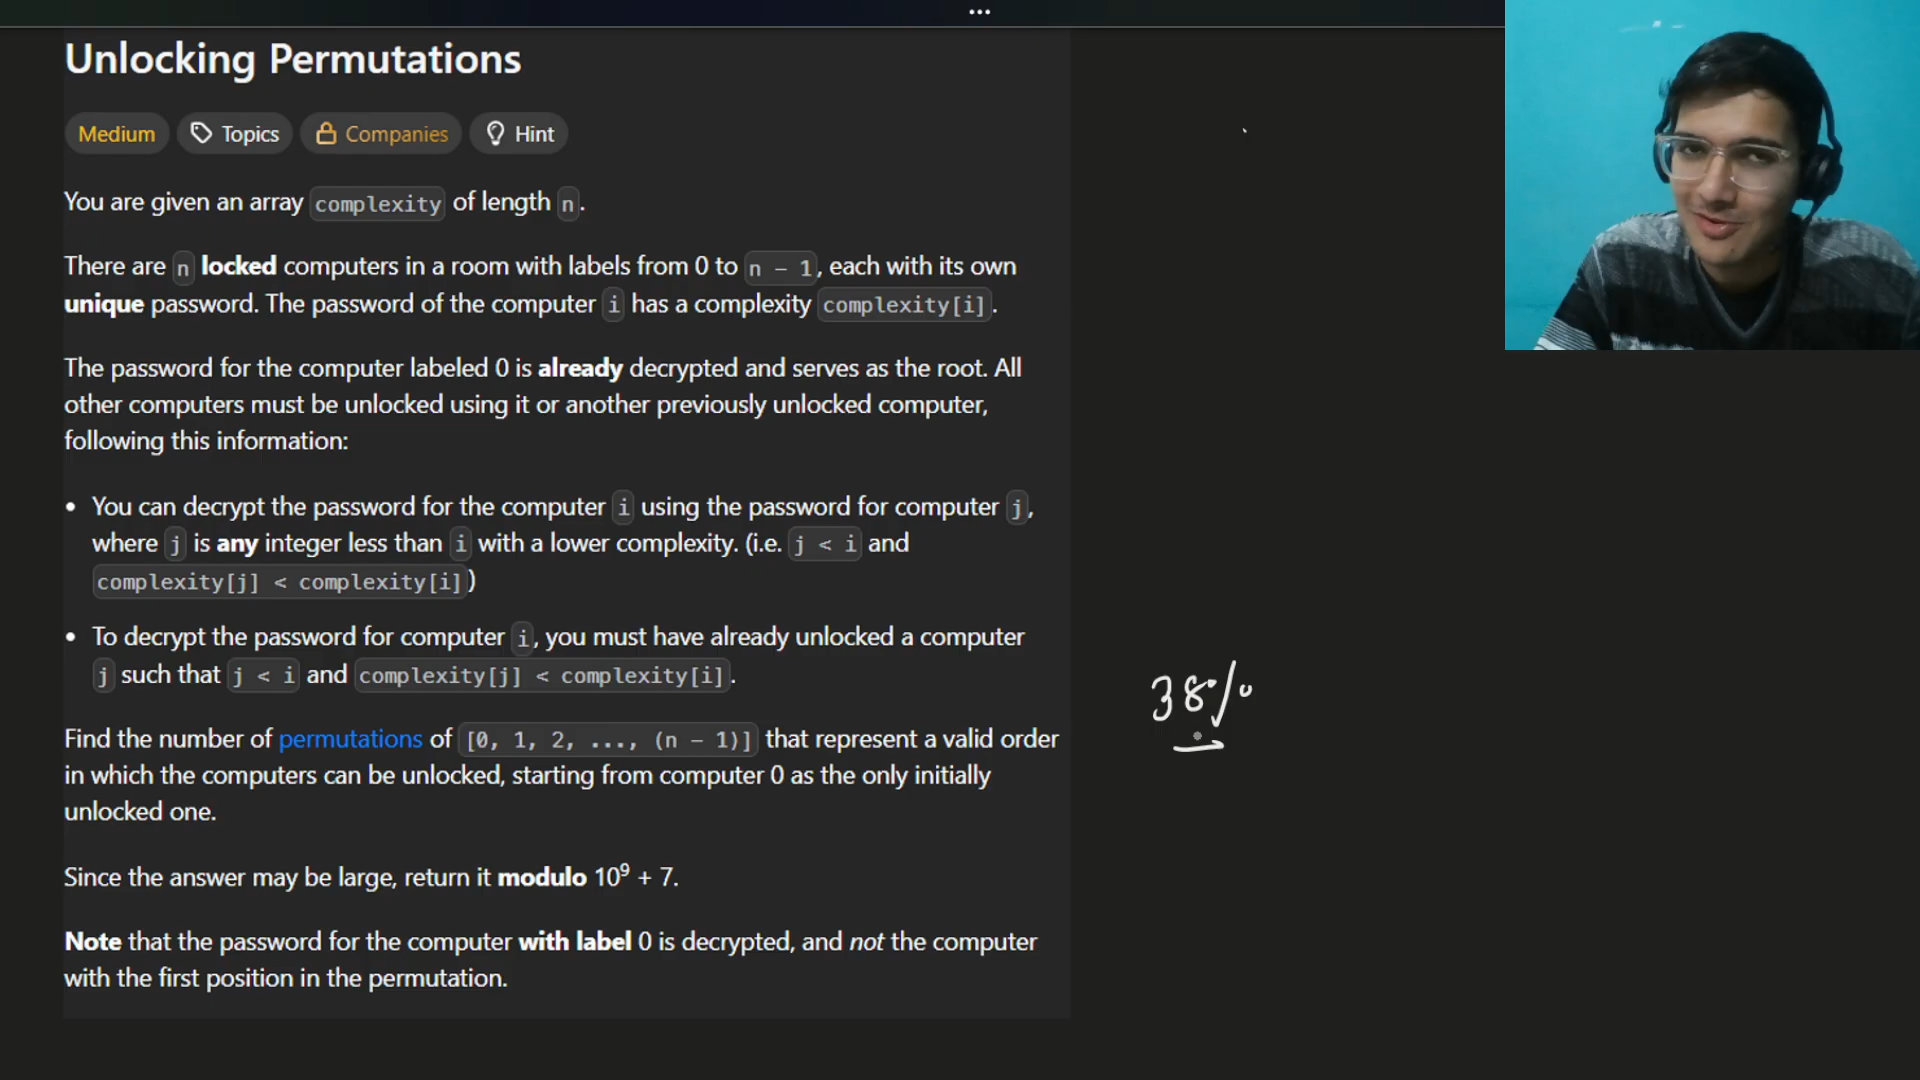 ...
Unlocking Permutations
Medium Topics Companies Hint
You are given an array complexity of length n.
There are n locked computers in a room with labels from 0 to n - 1, each with its own
unique password. The password of the computer i has a complexity complexity[i].
The password for the computer labeled 0 is already decrypted and serves as the root. All
other computers must be unlocked using it or another previously unlocked computer,
following this information:
• You can decrypt the password for the computer i using the password for computer j,
where j is any integer less than i with a lower complexity. (i.e. j < i and
complexity[j] < complexity[i])
• To decrypt the password for computer i, you must have already unlocked a computer
j such that j < i and complexity[j] < complexity[i].
38%
Find the number of permutations of [0, 1, 2, ..., (n - 1)] that represent a valid order
in which the computers can be unlocked, starting from computer 0 as the only initially
unlocked one.
Since the answer may be large, return it modulo 10⁹ + 7.
Note that the password for the computer with label 0 is decrypted, and not the computer
with the first position in the permutation.